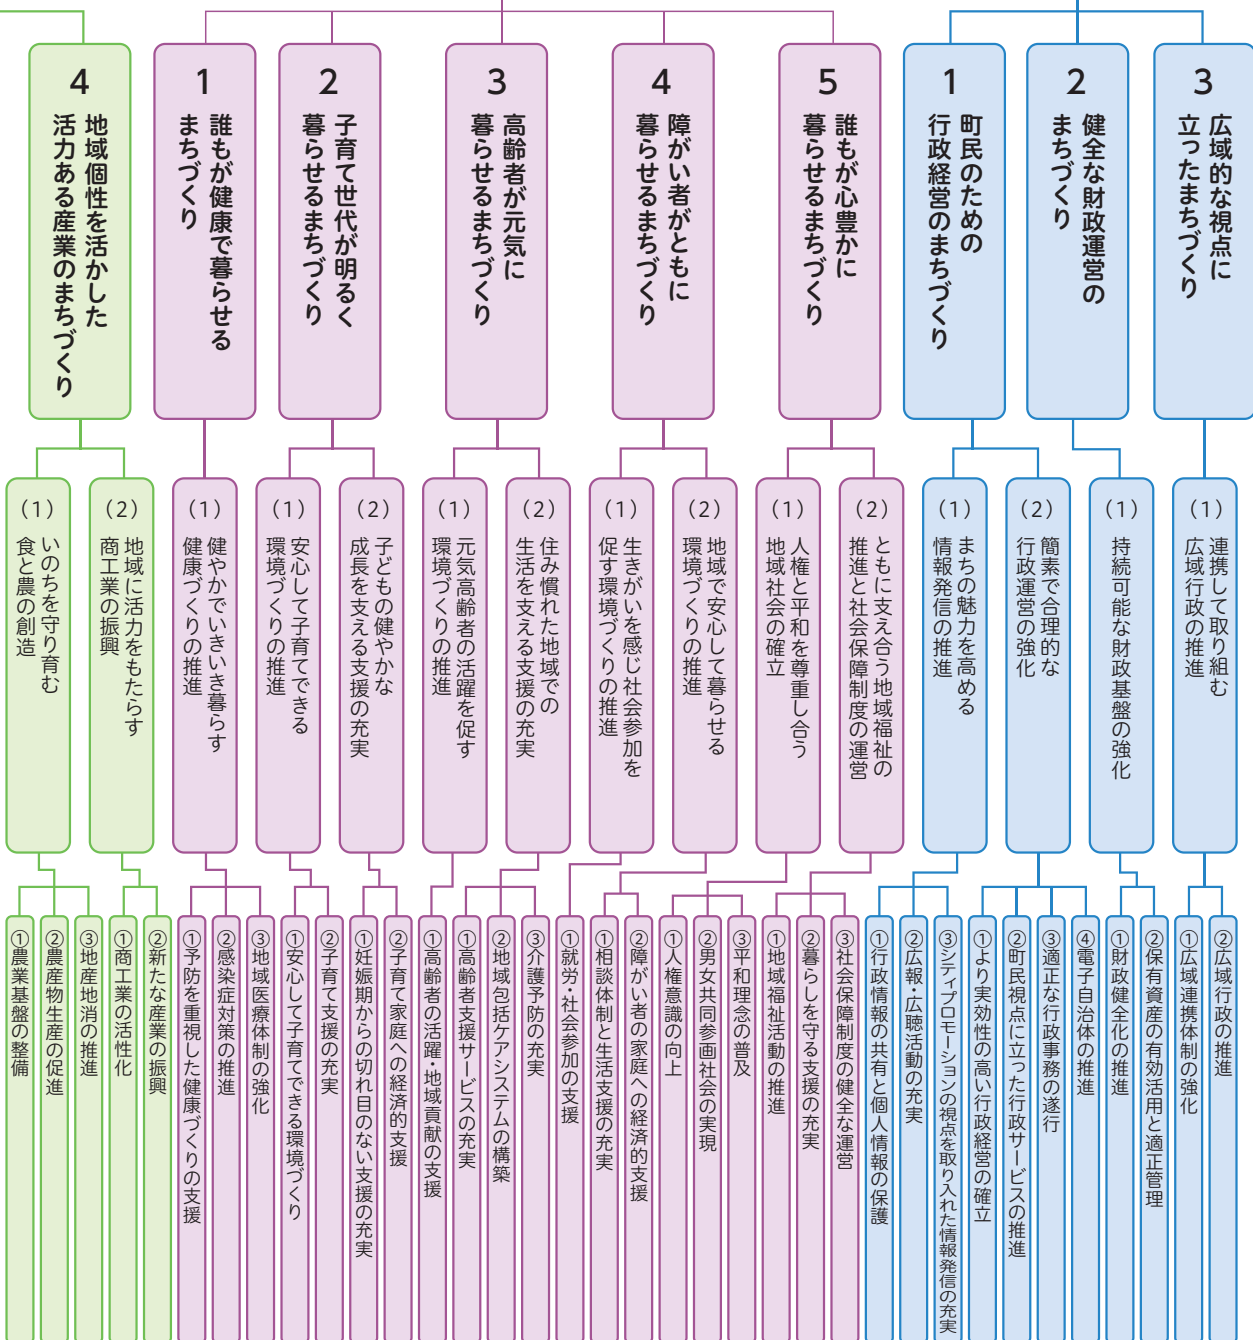 4
地域個性を活かした
活力ある産業のまちづくり
1
誰もが健康で暮らせる
まちづくり
2
子育て世代が明るく
暮らせるまちづくり
3
高齢者が元気に
暮らせるまちづくり
4
障がい者がともに
暮らせるまちづくり
5
誰もが心豊かに
暮らせるまちづくり
1
町民のための
行政経営のまちづくり
2
健全な財政運営の
まちづくり
3
広域的な視点に
立ったまちづくり
(1)
いのちを守り育む
食と農の創造
(2)
地域に活力をもたらす
商工業の振興
(1)
健やかでいきいき暮らす
健康づくりの推進
(1)
安心して子育てできる
環境づくりの推進
(2)
子どもの健やかな
成長を支える支援の充実
(1)
元気高齢者の活躍を促す
環境づくりの推進
(2)
住み慣れた地域での
生活を支える支援の充実
(1)
生きがいを感じ社会参加を
促す環境づくりの推進
(2)
地域で安心して暮らせる
環境づくりの推進
(1)
人権と平和を尊重し合う
地域社会の確立
(2)
ともに支え合う地域福祉の
推進と社会保障制度の運営
(1)
まちの魅力を高める
情報発信の推進
(2)
簡素で合理的な
行政運営の強化
(1)
持続可能な財政基盤の強化
(1)
連携して取り組む
広域行政の推進
①農業基盤の整備
②農産物生産の促進
③地産地消の推進
①商工業の活性化
②新たな産業の振興
①予防を重視した健康づくりの支援
②感染症対策の推進
③地域医療体制の強化
①安心して子育てできる環境づくり
②子育て支援の充実
①妊娠期からの切れ目のない支援の充実
②子育て家庭への経済的支援
①高齢者の活躍・地域貢献の支援
①高齢者支援サービスの充実
②地域包括ケアシステムの構築
③介護予防の充実
①就労・社会参加の支援
①相談体制と生活支援の充実
②障がい者の家庭への経済的支援
①人権意識の向上
②男女共同参画社会の実現
③平和理念の普及
①地域福祉活動の推進
②暮らしを守る支援の充実
③社会保障制度の健全な運営
①行政情報の共有と個人情報の保護
②広報・広聴活動の充実
③シティプロモーションの視点を取り入れた情報発信の充実
①より実効性の高い行政経営の確立
②町民視点に立った行政サービスの推進
③適正な行政事務の遂行
④電子自治体の推進
①財政健全化の推進
②保有資産の有効活用と適正管理
①広域連携体制の強化
②広域行政の推進